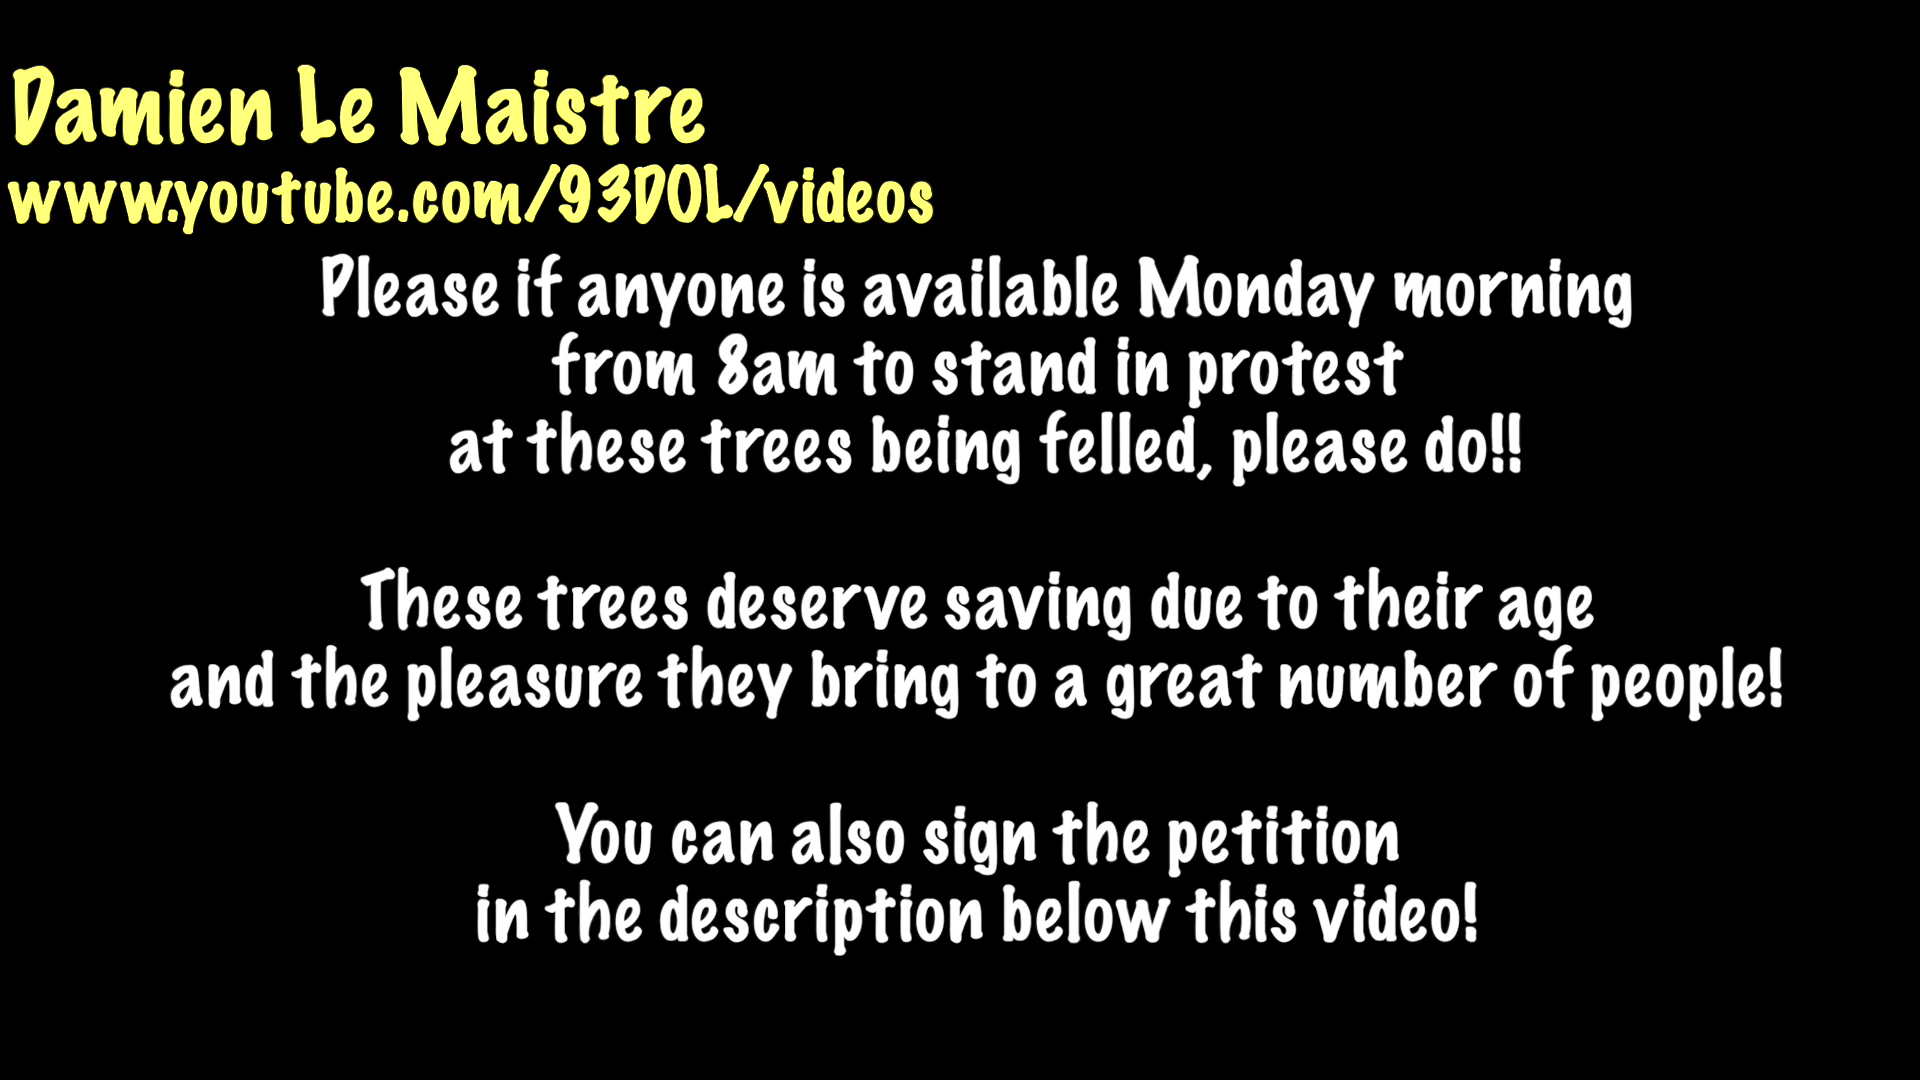 Damien Le Maistre
www.youtube.com/93DOL/videos
Please if anyone is available Monday morning
from 8am to stand in protest
at these trees being felled, please do!!
These trees deserve saving due to their age
and the pleasure they bring to a great number of people!
You can also sign the petition
in the description below this video!